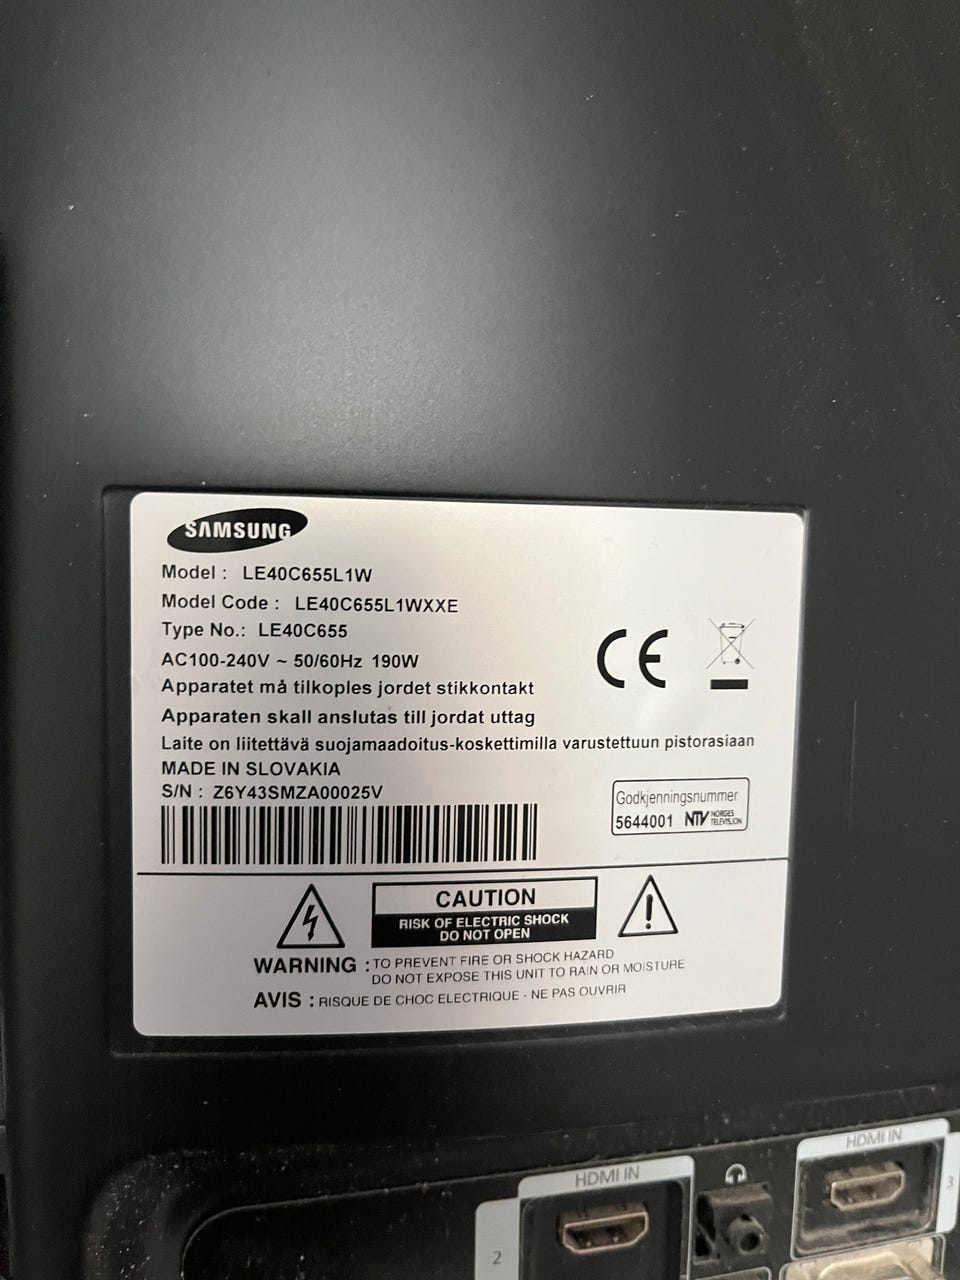 SAMSUNG
Model : LE40C655L1W
Model Code : LE40C655L1WXXE
Type No.: LE40C655
AC100-240V ~ 50/60Hz 190W
Apparatet må tilkoples jordet stikkontakt
Apparaten skall anslutas till jordat uttag
Laite on liitettävä suojamaadoitus-koskettimilla varustettuun pistorasiaan
MADE IN SLOVAKIA
S/N : Z6Y43SMZA00025V
CE
Godkjenningsnummer
5644001 NTV NORGES TELEVISJON
CAUTION
RISK OF ELECTRIC SHOCK
DO NOT OPEN
WARNING : TO PREVENT FIRE OR SHOCK HAZARD
DO NOT EXPOSE THIS UNIT TO RAIN OR MOISTURE
AVIS : RISQUE DE CHOC ELECTRIQUE - NE PAS OUVRIR
HDMI IN
2
HDMI IN
3